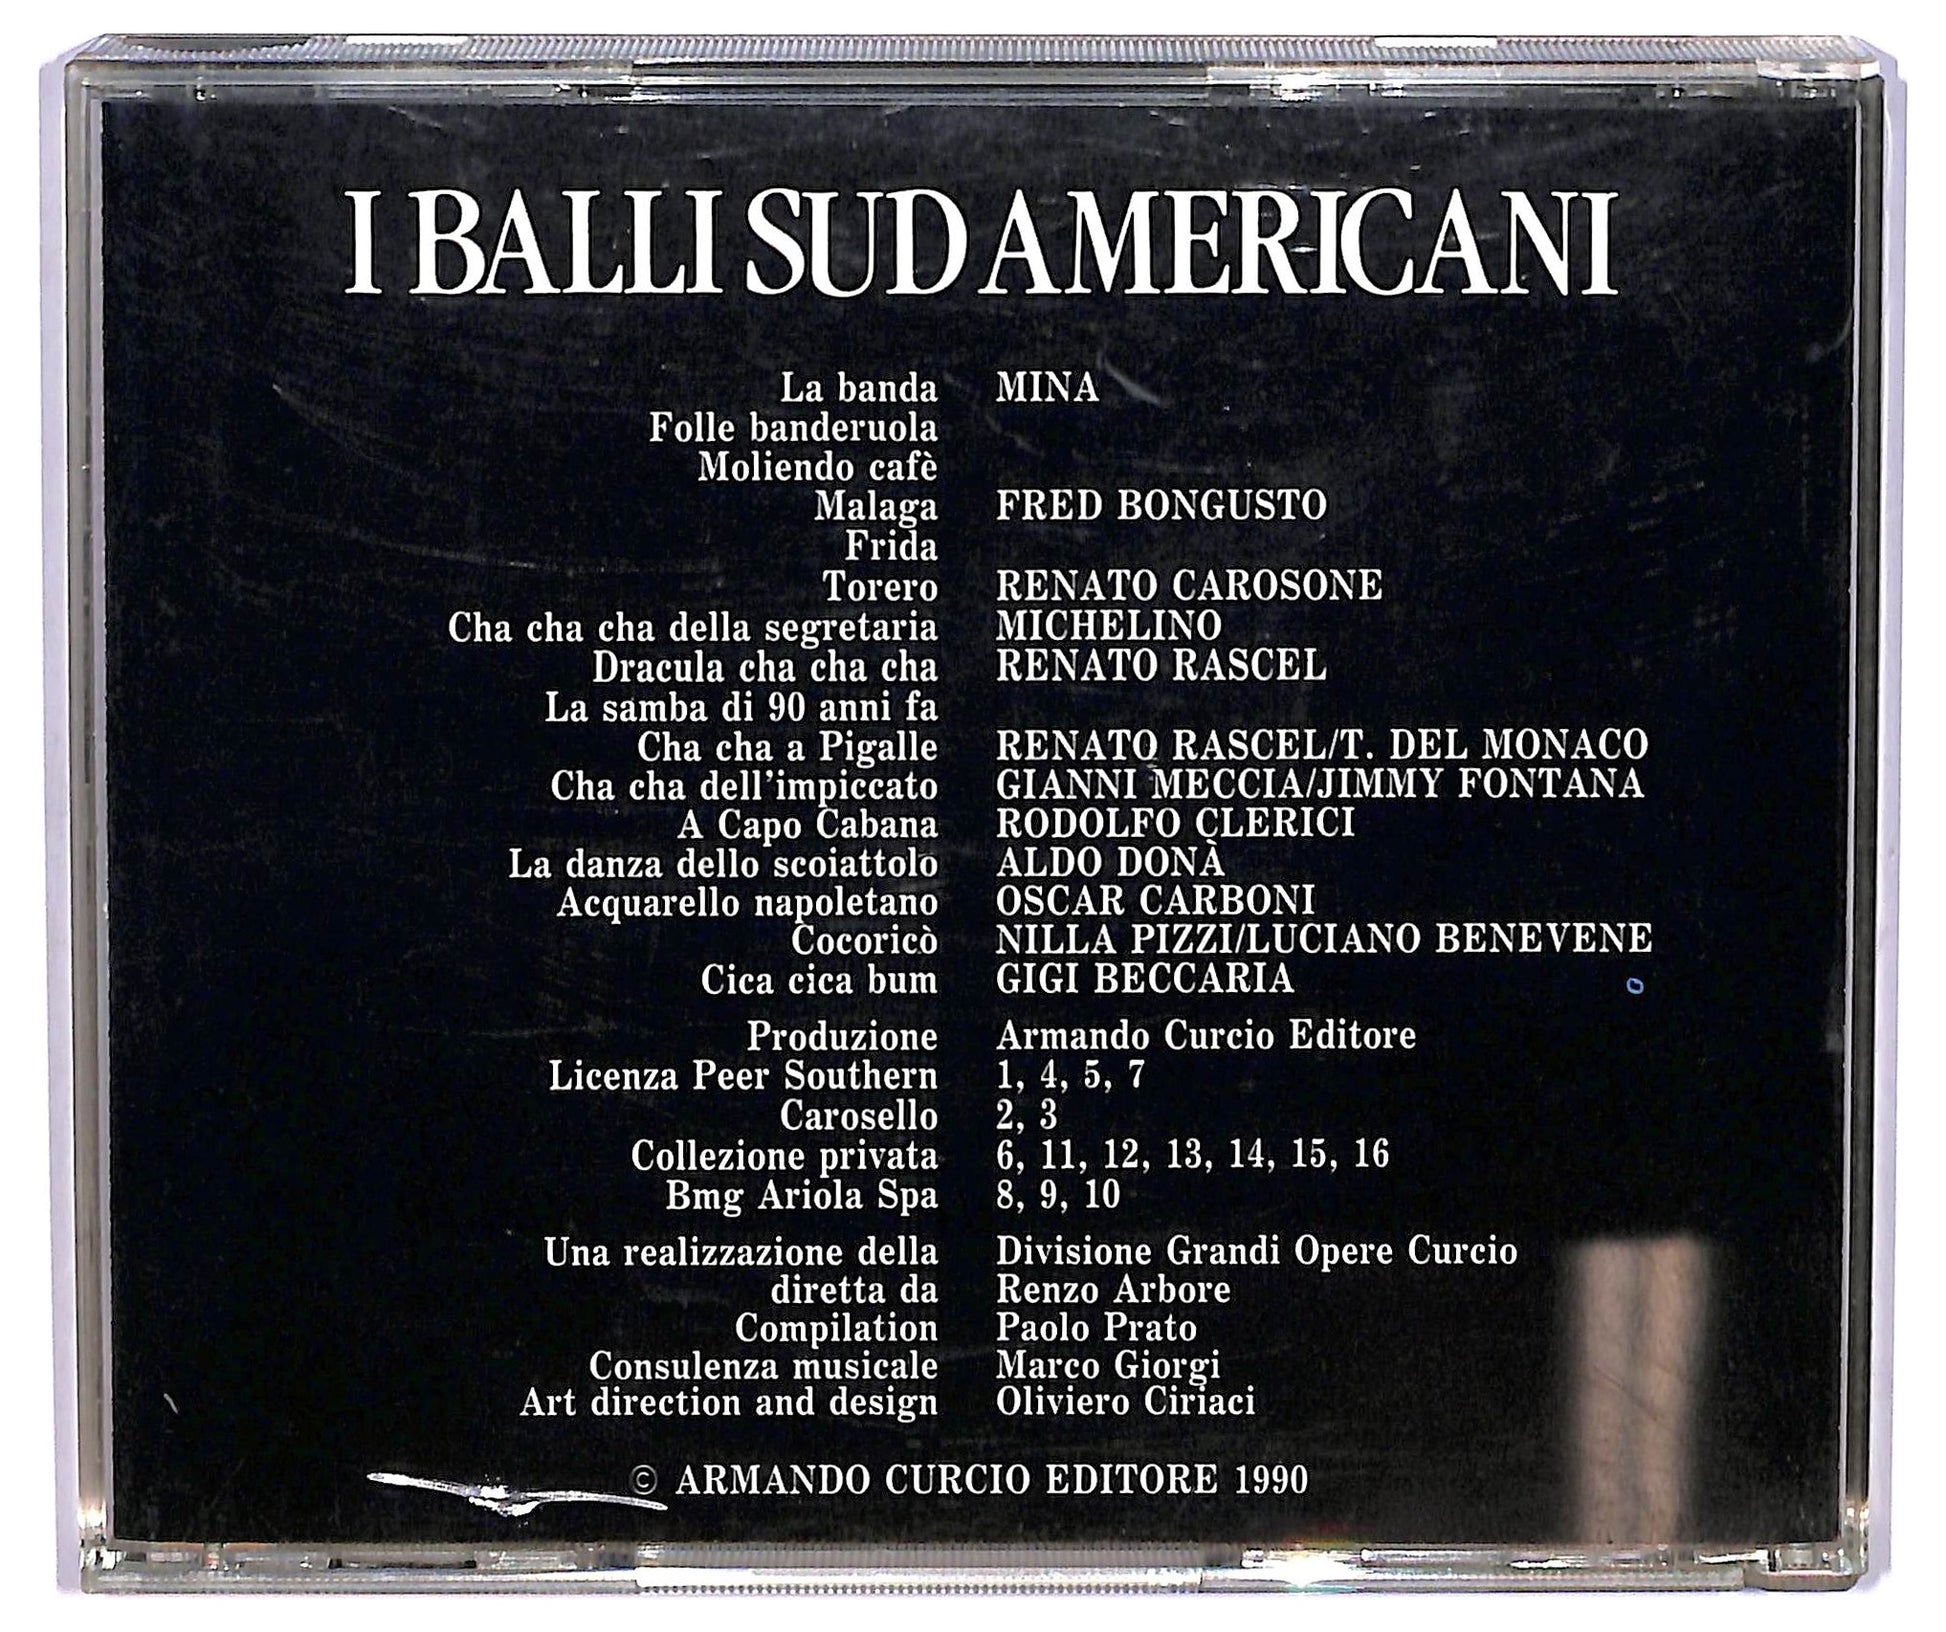 I BALLI SUD AMERICANI
La banda MINA
Folle banderuola
Moliendo cafè
Malaga FRED BONGUSTO
Frida
Torero RENATO CAROSONE
Cha cha cha della segretaria MICHELINO
Dracula cha cha cha RENATO RASCEL
La samba di 90 anni fa
Cha cha a Pigalle RENATO RASCEL/T. DEL MONACO
Cha cha dell'impiccato GIANNI MECCIA/JIMMY FONTANA
A Capo Cabana RODOLFO CLERICI
La danza dello scoiattolo ALDO DONÀ
Acquarello napoletano OSCAR CARBONI
Cocoricò NILLA PIZZI/LUCIANO BENEVENE
Cica cica bum GIGI BECCARIA
Produzione Armando Curcio Editore
Licenza Peer Southern 1, 4, 5, 7
Carosello 2, 3
Collezione privata 6, 11, 12, 13, 14, 15, 16
Bmg Ariola Spa 8, 9, 10
Una realizzazione della Divisione Grandi Opere Curcio
diretta da Renzo Arbore
Compilation Paolo Prato
Consulenza musicale Marco Giorgi
Art direction and design Oliviero Ciriaci
© ARMANDO CURCIO EDITORE 1990